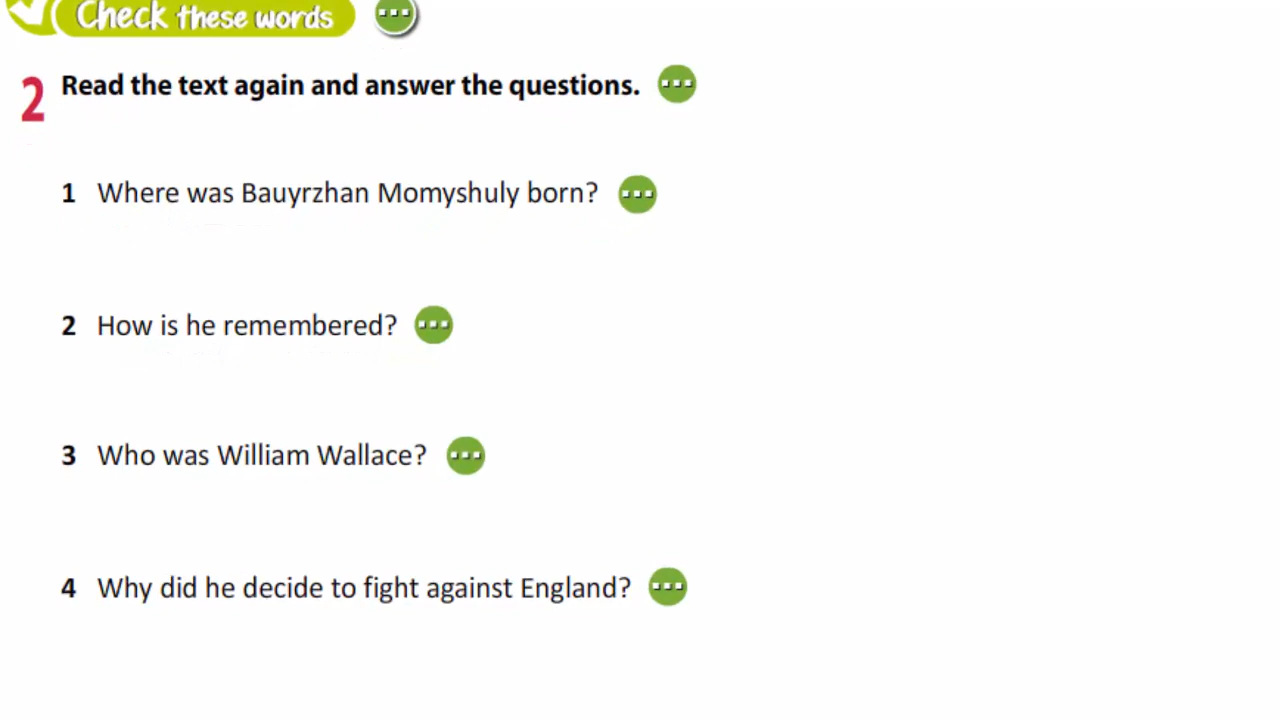 Check these words
2 Read the text again and answer the questions.
1 Where was Bauyrzhan Momyshuly born?
2 How is he remembered?
3 Who was William Wallace?
4 Why did he decide to fight against England?